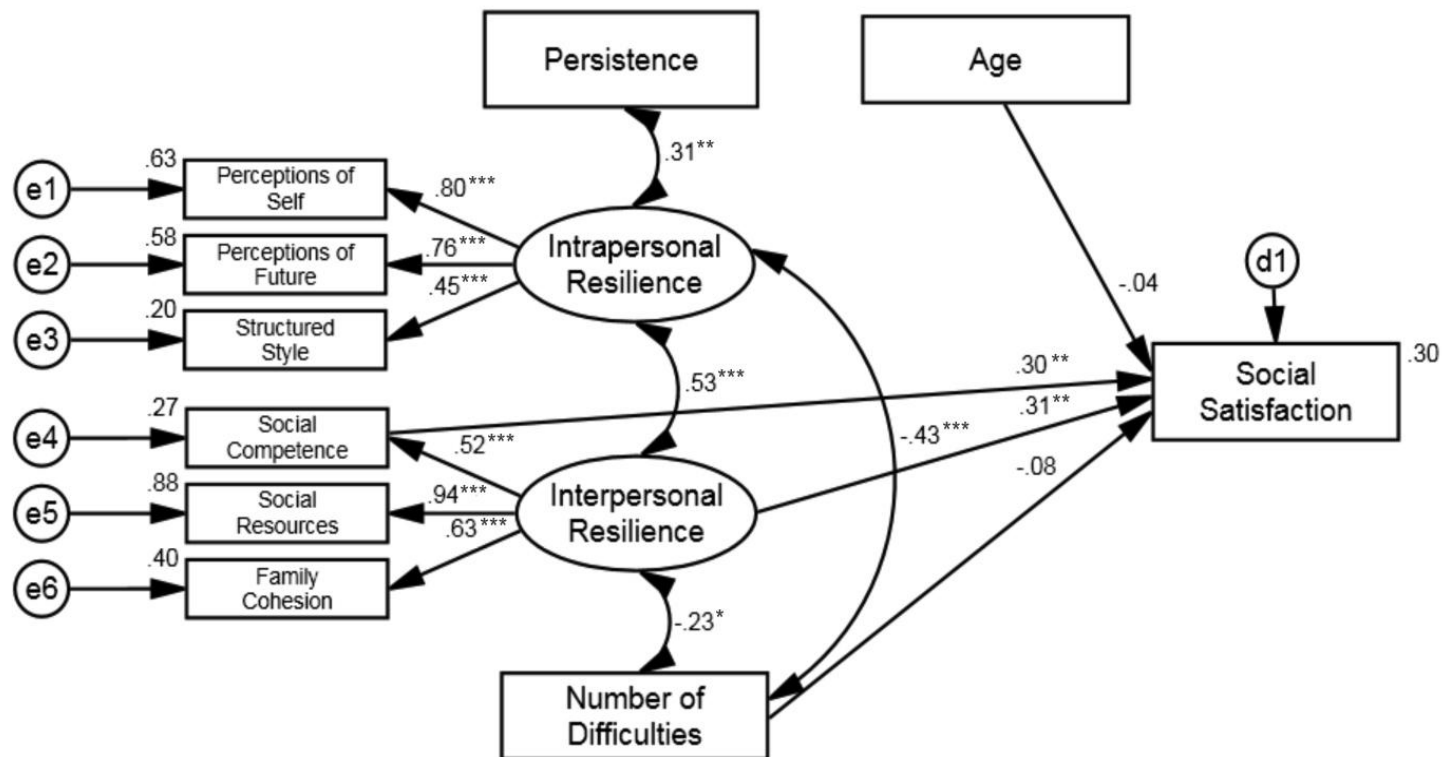 Persistence
Age
.31**
e1
.63
Perceptions of
Self
.80***
e2
.58
Perceptions of
Future
.76***
e3
.20
Structured
Style
.45***
Intrapersonal
Resilience
-.04
d1
Social
Satisfaction
.30
.53***
.30**
.31**
-.43***
-.08
e4
.27
Social
Competence
.52***
e5
.88
Social
Resources
.94***
e6
.40
Family
Cohesion
.63***
Interpersonal
Resilience
-.23*
Number of
Difficulties